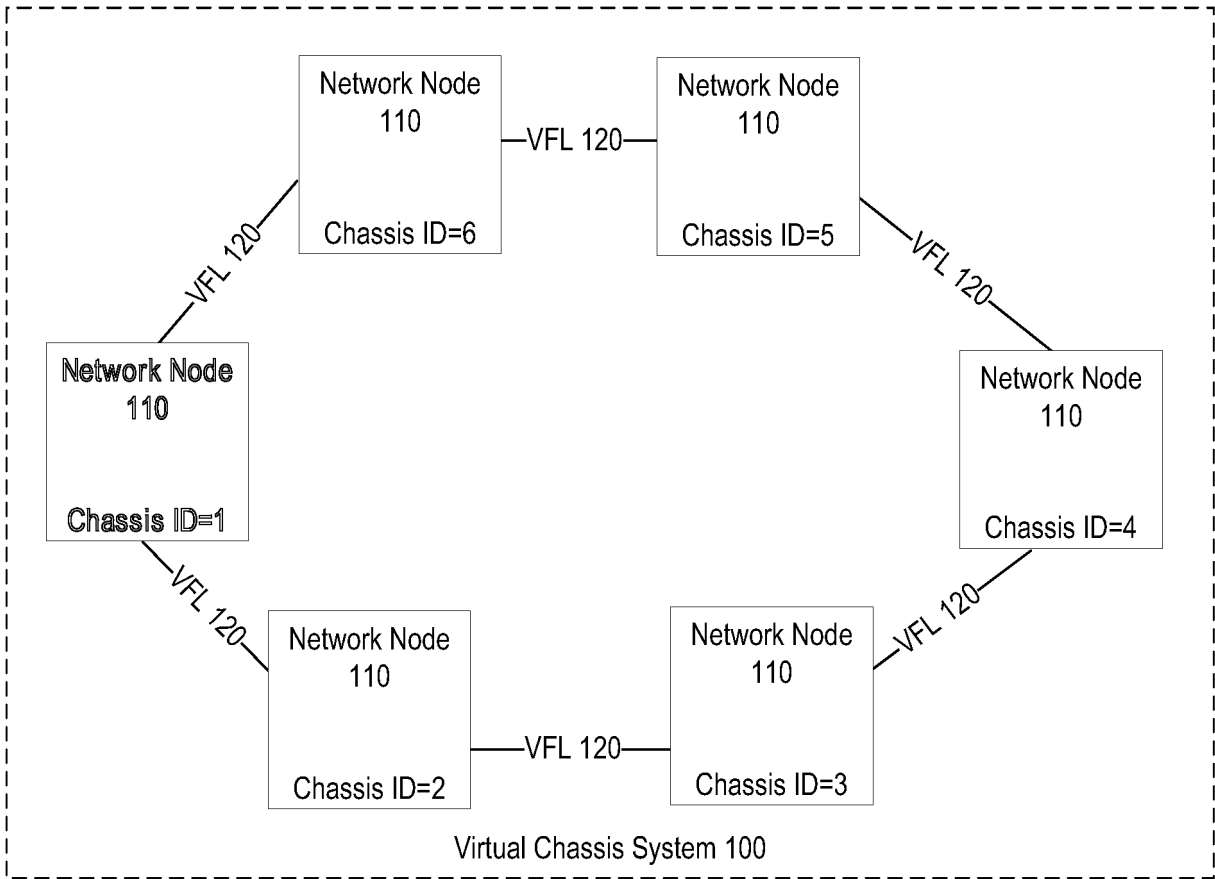 Network Node
110
Chassis ID=6
VFL 120
Network Node
110
Chassis ID=5
VFL 120
VFL 120
Network Node
110
Chassis ID=1
Network Node
110
Chassis ID=4
VFL 120
VFL 120
Network Node
110
Chassis ID=2
VFL 120
Network Node
110
Chassis ID=3
Virtual Chassis System 100